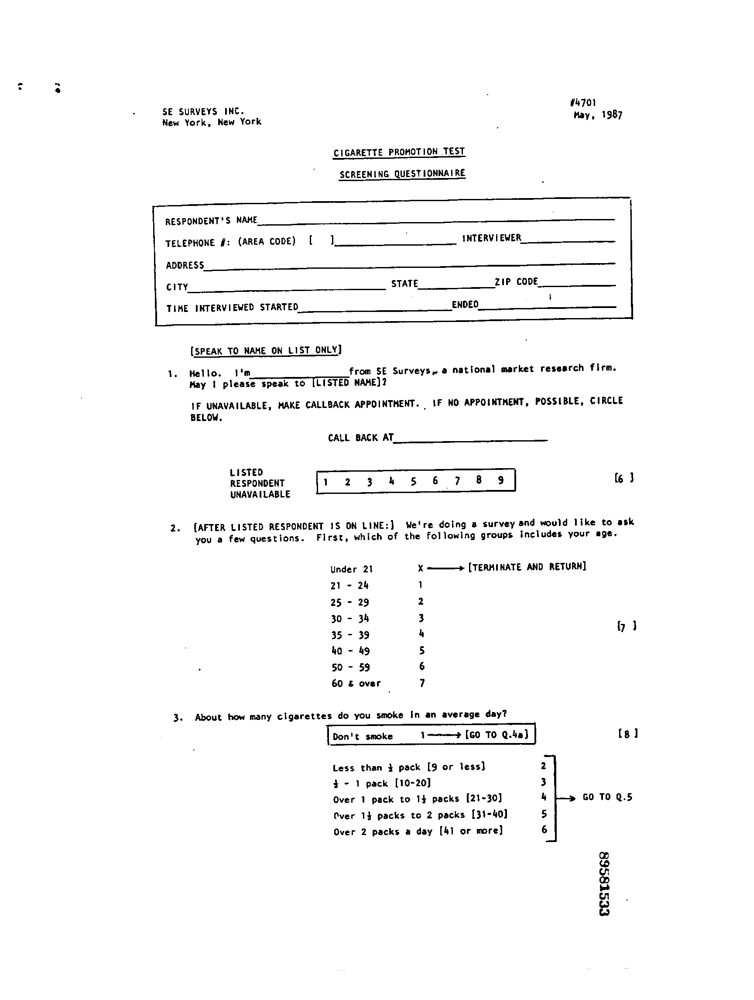 #4701
SE SURVEYS INC. May, 1987
New York, New York
CIGARETTE PROMOTION TEST
SCREENING QUESTIONNAIRE
RESPONDENT'S NAME
TELEPHONE #: (AREA CODE) [ ] INTERVIEWER
ADDRESS
CITY STATE ZIP CODE
TIME INTERVIEWED STARTED ENDED
[SPEAK TO NAME ON LIST ONLY]
1. Hello. I'm from SE Surveys, a national market research firm.
May I please speak to [LISTED NAME]?
IF UNAVAILABLE, MAKE CALLBACK APPOINTMENT. IF NO APPOINTMENT, POSSIBLE, CIRCLE
BELOW.
CALL BACK AT
LISTED
RESPONDENT 1 2 3 4 5 6 7 8 9 [6 ]
UNAVAILABLE
2. [AFTER LISTED RESPONDENT IS ON LINE:] We're doing a survey and would like to ask
you a few questions. First, which of the following groups includes your age.
Under 21 X → [TERMINATE AND RETURN]
21 - 24 1
25 - 29 2
30 - 34 3
[7 ]
35 - 39 4
40 - 49 5
50 - 59 6
60 & over 7
3. About how many cigarettes do you smoke in an average day?
Don't smoke 1 → [GO TO Q.4a] [8 ]
Less than ½ pack [9 or less] 2
½ - 1 pack [10-20] 3
Over 1 pack to 1½ packs [21-30] 4 → GO TO Q.5
Over 1½ packs to 2 packs [31-40] 5
Over 2 packs a day [41 or more] 6
89581533